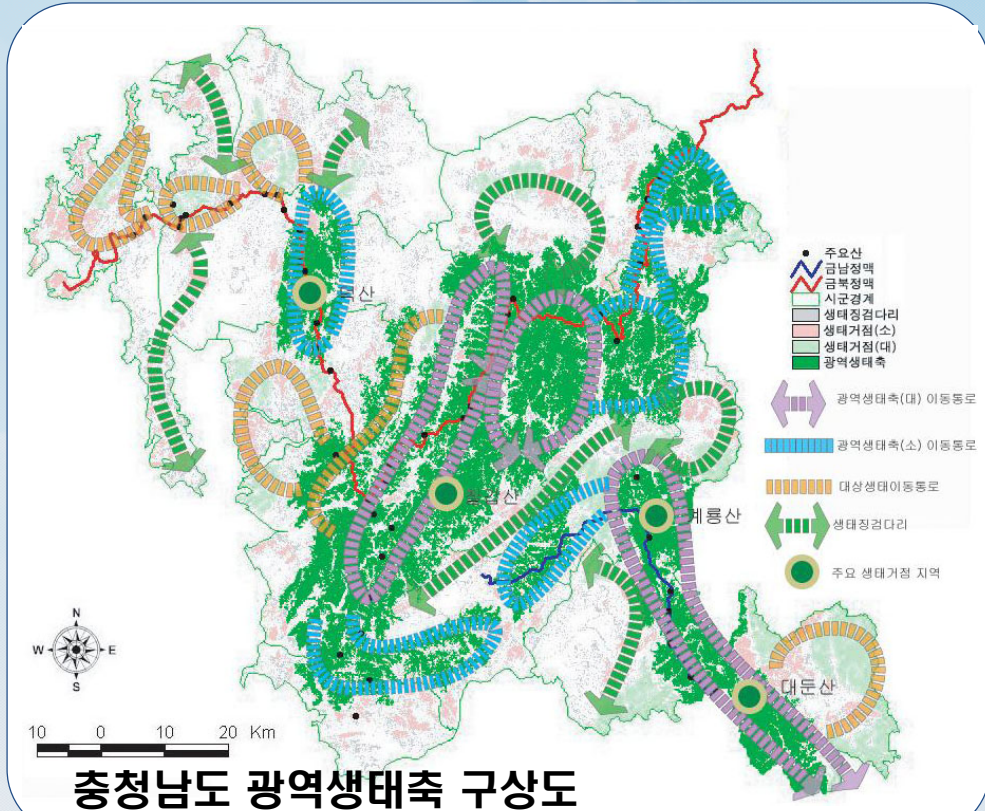 주요산
금남정맥
금북정맥
시군경계
생태징검다리
생태거점(소)
생태거점(대)
광역생태축
광역생태축(대) 이동통로
광역생태축(소) 이동통로
대상생태이동통로
생태징검다리
주요 생태거점 지역
칠갑산
계룡산
대둔산
N
W
E
S
10 0 10 20 Km
충청남도 광역생태축 구상도